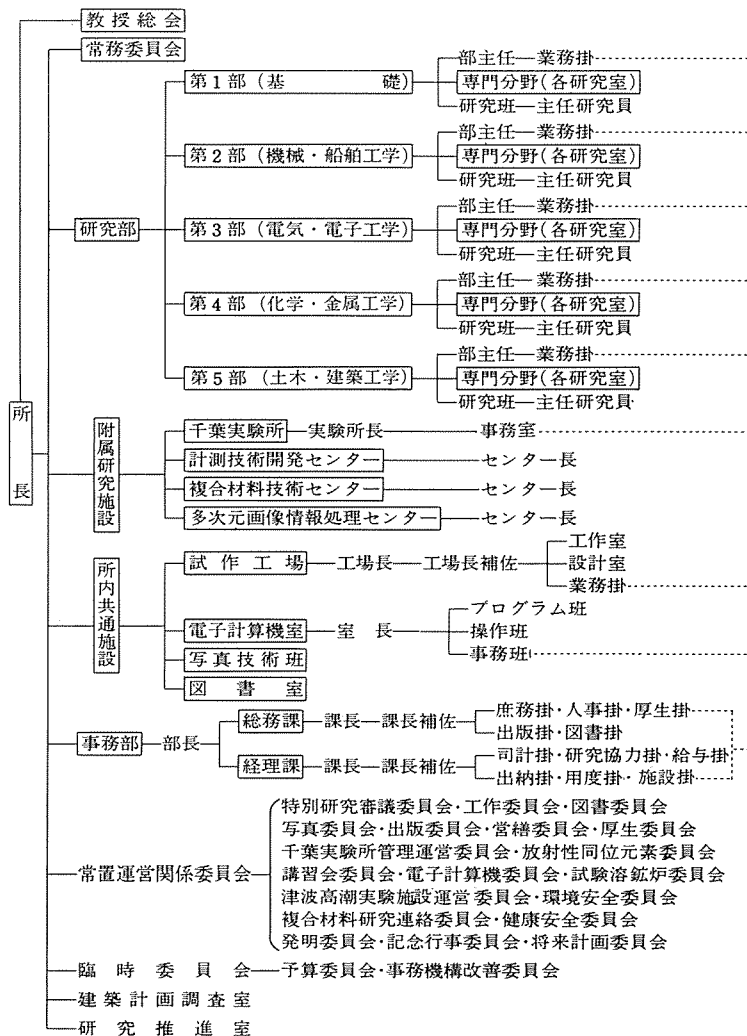 教授総会
常務委員会
所長
研究部
第1部(基礎)
部主任—業務掛
専門分野(各研究室)
研究班—主任研究員
第2部(機械・船舶工学)
部主任—業務掛
専門分野(各研究室)
研究班—主任研究員
第3部(電気・電子工学)
部主任—業務掛
専門分野(各研究室)
研究班—主任研究員
第4部(化学・金属工学)
部主任—業務掛
専門分野(各研究室)
研究班—主任研究員
第5部(土木・建築工学)
部主任—業務掛
専門分野(各研究室)
研究班—主任研究員
附属研究施設
千葉実験所—実験所長—事務室
計測技術開発センター—センター長
複合材料技術センター—センター長
多次元画像情報処理センター—センター長
所内共通施設
試作工場—工場長—工場長補佐
工作室
設計室
業務掛
電子計算機室—室長
プログラム班
操作班
事務班
写真技術班
図書室
事務部—部長
総務課—課長—課長補佐
庶務掛・人事掛・厚生掛
出版掛・図書掛
経理課—課長—課長補佐
司計掛・研究協力掛・給与掛
出納掛・用度掛・施設掛
常置運営関係委員会
特別研究審議委員会・工作委員会・図書委員会
写真委員会・出版委員会・営繕委員会・厚生委員会
千葉実験所管理運営委員会・放射性同位元素委員会
講習会委員会・電子計算機委員会・試験溶鉱炉委員会
津波高潮実験施設運営委員会・環境安全委員会
複合材料研究連絡委員会・健康安全委員会
発明委員会・記念行事委員会・将来計画委員会
臨時委員会—予算委員会・事務機構改善委員会
建築計画調査室
研究推進室